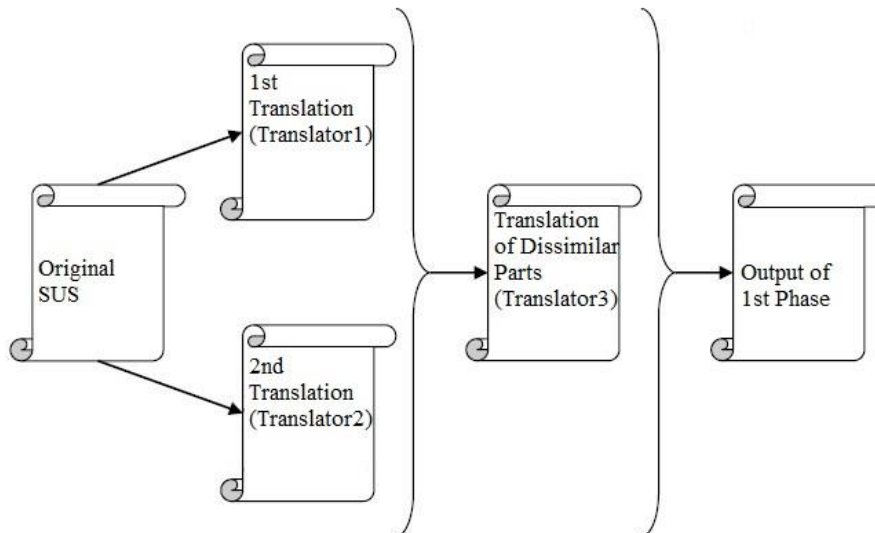 Original
SUS
1st
Translation
(Translator1)
2nd
Translation
(Translator2)
Translation
of Dissimilar
Parts
(Translator3)
Output of
1st Phase